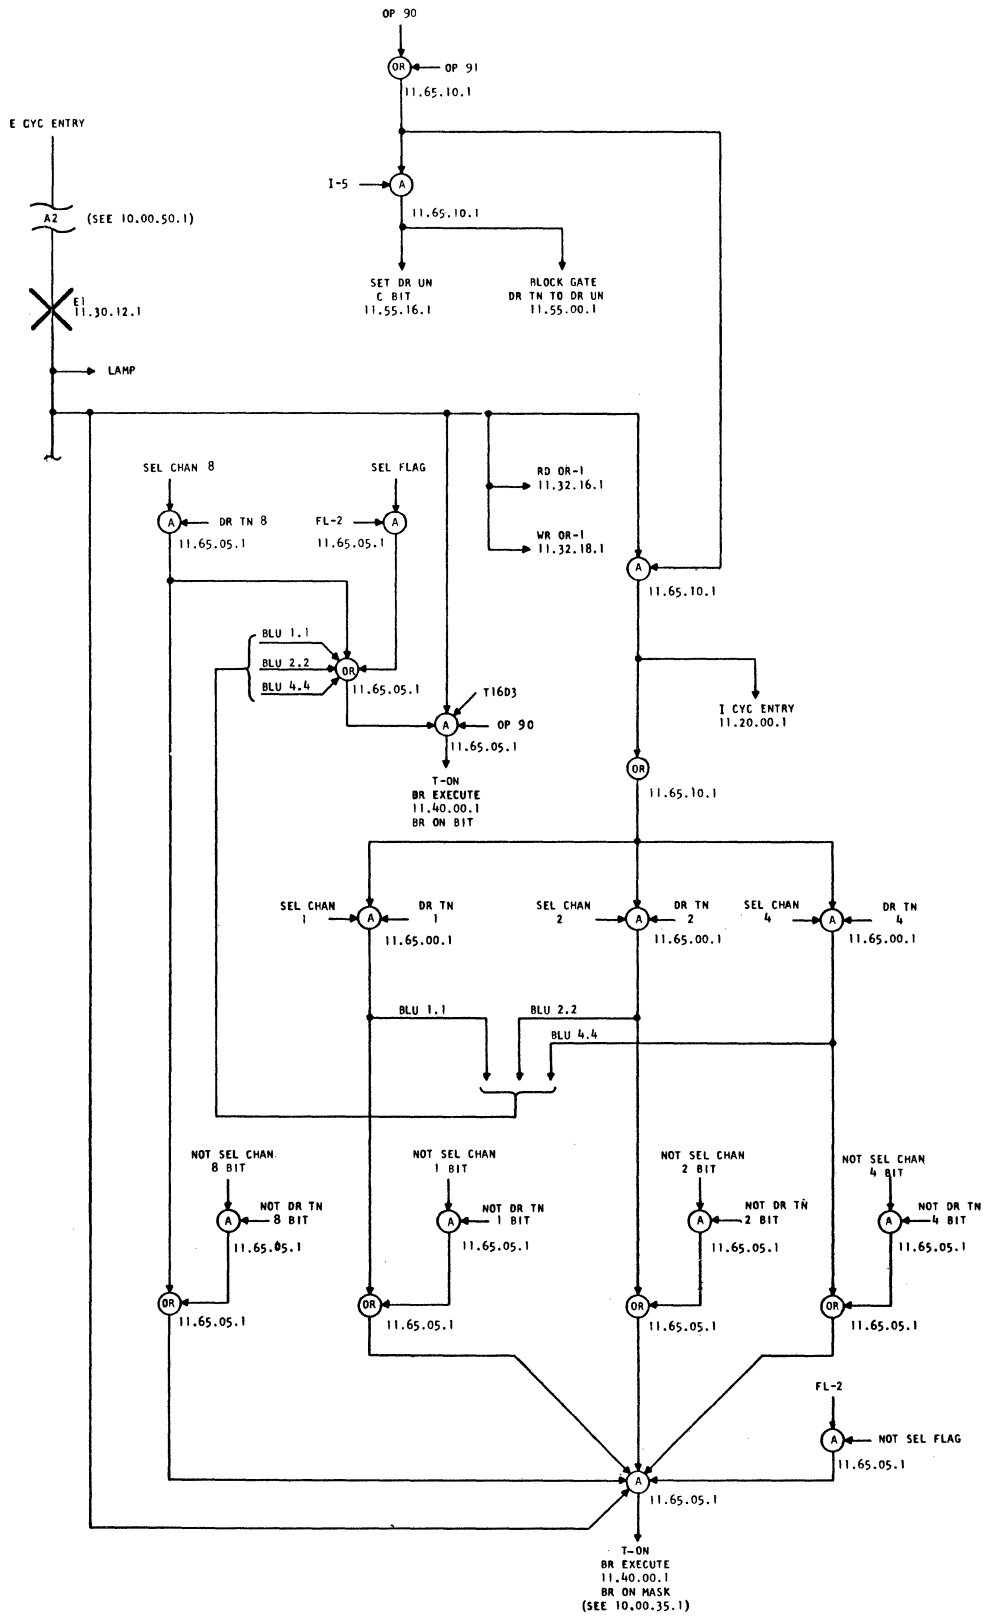 OP 90
OR
OP 91
11.65.10.1
E CYC ENTRY
I-5
A
A2
(SEE 10.00.50.1)
11.65.10.1
SET DR UN
C BIT
11.55.16.1
BLOCK GATE
DR TN TO DR UN
11.55.00.1
E1
11.30.12.1
LAMP
SEL CHAN 8
SEL FLAG
RD OR-1
11.32.16.1
A
DR TN 8
FL-2
A
11.65.05.1
11.65.05.1
WR OR-1
11.32.18.1
A
11.65.10.1
BLU 1.1
BLU 2.2
BLU 4.4
OR
11.65.05.1
T16D3
A
OP 90
11.65.05.1
I CYC ENTRY
11.20.00.1
T-ON
BR EXECUTE
11.40.00.1
BR ON BIT
OR
11.65.10.1
SEL CHAN
1
A
DR TN
1
11.65.00.1
SEL CHAN
2
A
DR TN
2
11.65.00.1
SEL CHAN
4
A
DR TN
4
11.65.00.1
BLU 1.1
BLU 2.2
BLU 4.4
NOT SEL CHAN
8 BIT
A
NOT DR TN
8 BIT
11.65.05.1
NOT SEL CHAN
1 BIT
A
NOT DR TN
1 BIT
11.65.05.1
NOT SEL CHAN
2 BIT
A
NOT DR TN
2 BIT
11.65.05.1
NOT SEL CHAN
4 BIT
A
NOT DR TN
4 BIT
11.65.05.1
OR
11.65.05.1
OR
11.65.05.1
OR
11.65.05.1
OR
11.65.05.1
FL-2
A
NOT SEL FLAG
11.65.05.1
A
11.65.05.1
T-ON
BR EXECUTE
11.40.00.1
BR ON MASK
(SEE 10.00.35.1)